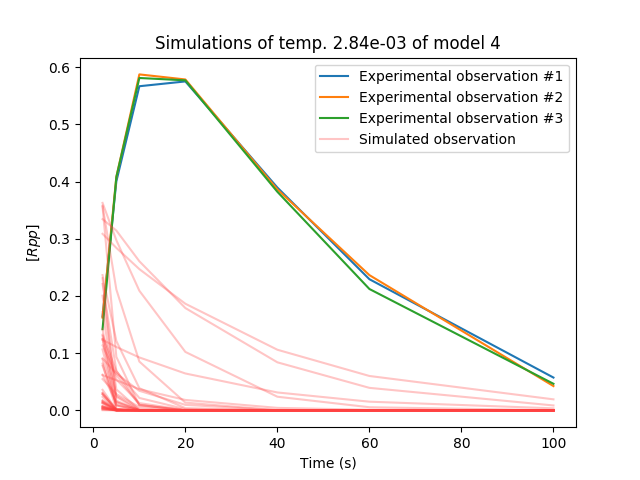 Simulations of temp. 2.84e-03 of model 4
Experimental observation #1
Experimental observation #2
Experimental observation #3
Simulated observation
[Rpp]
0.6
0.5
0.4
0.3
0.2
0.1
0.0
0 20 40 60 80 100
Time (s)